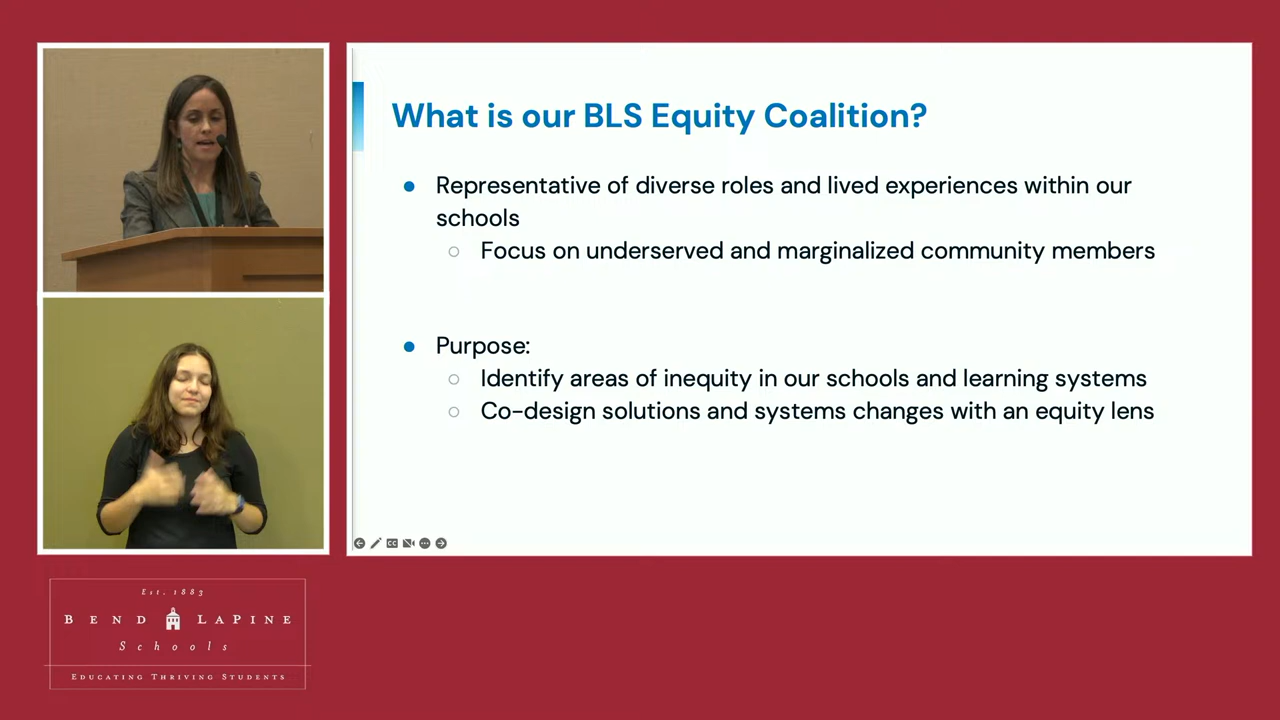 What is our BLS Equity Coalition?
Representative of diverse roles and lived experiences within our
schools
Focus on underserved and marginalized community members
Purpose:
Identify areas of inequity in our schools and learning systems
Co-design solutions and systems changes with an equity lens
CC
Est. 1883
BEND LAPINE
Schools
EDUCATING THRIVING STUDENTS